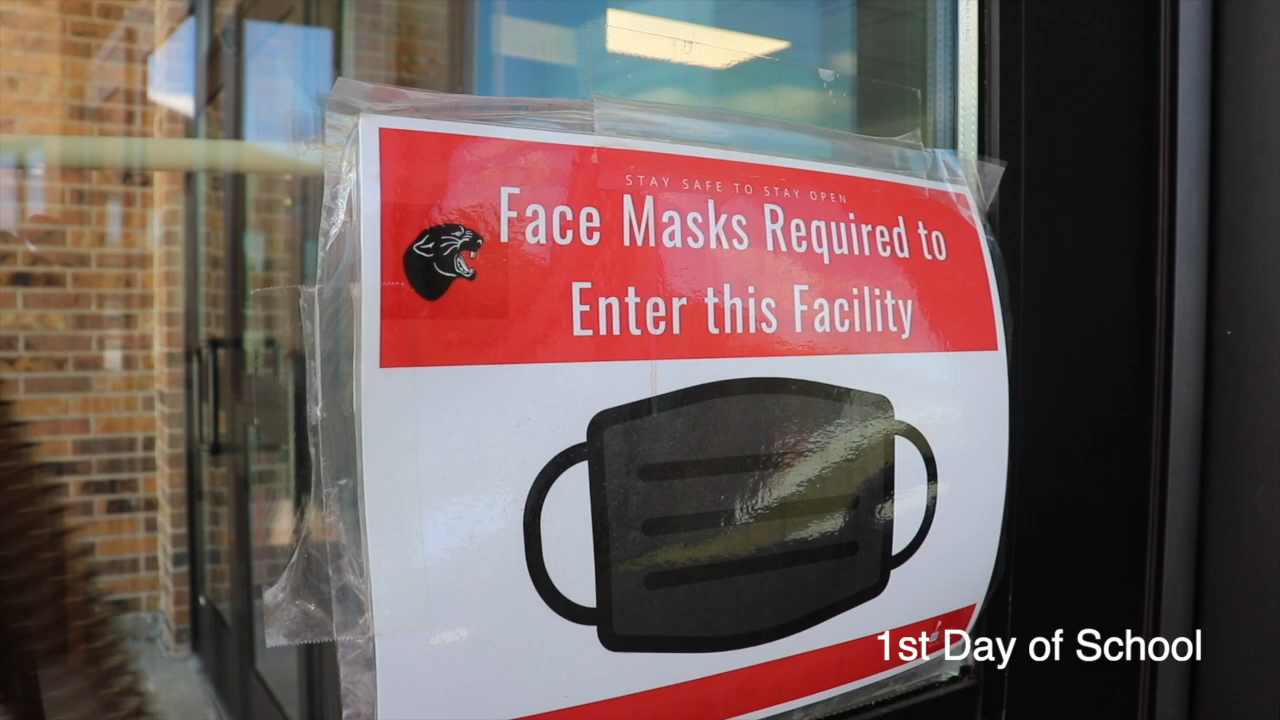 STAY SAFE TO STAY OPEN
Face Masks Required to
Enter this Facility
1st Day of School